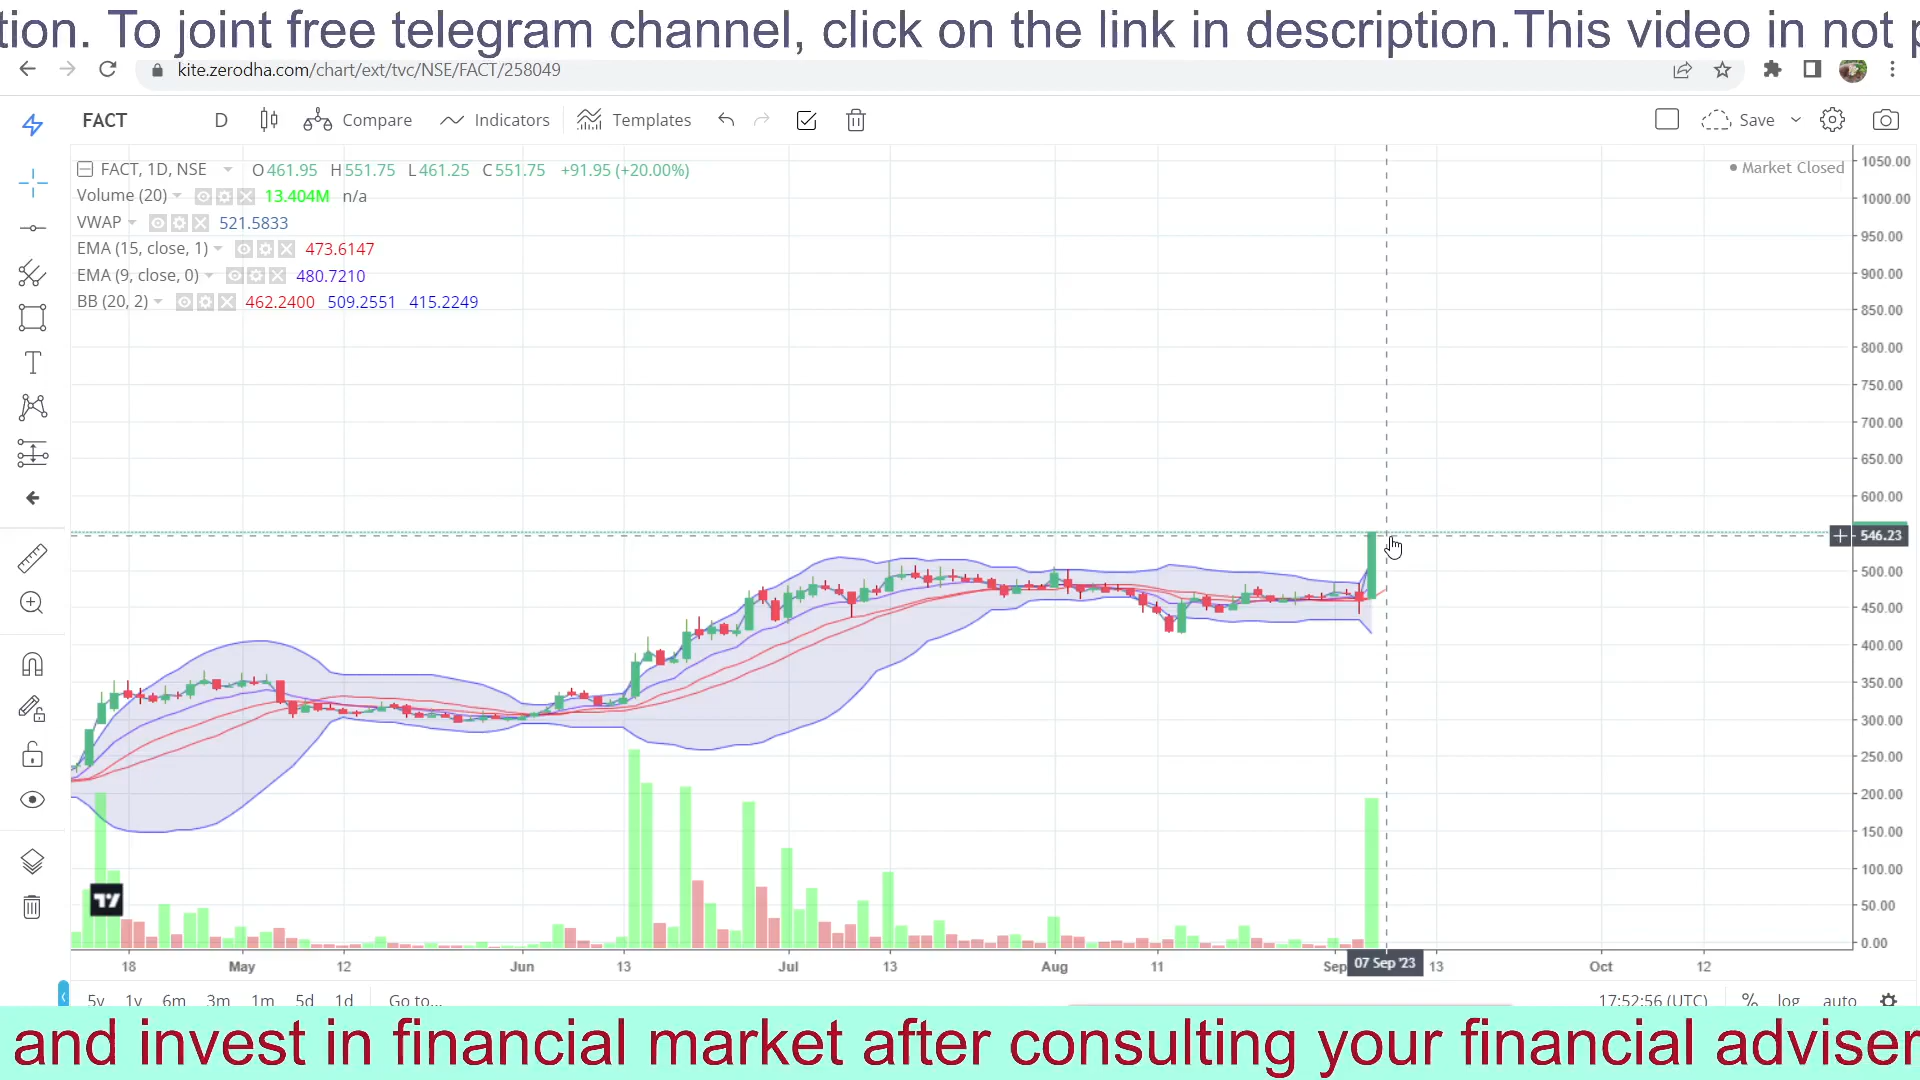 tion. To joint free telegram channel, click on the link in description.This video in not p
kite.zerodha.com/chart/ext/tvc/NSE/FACT/258049
FACT D Compare Indicators Templates Save
FACT, 1D, NSE O461.95 H551.75 L461.25 C551.75 +91.95 (+20.00%)
Market Closed
Volume (20) 13.404M n/a
VWAP 521.5833
EMA (15, close, 1) 473.6147
EMA (9, close, 0) 480.7210
BB (20, 2) 462.2400 509.2551 415.2249
1050.00
1000.00
950.00
900.00
850.00
800.00
750.00
700.00
650.00
600.00
546.23
500.00
450.00
400.00
350.00
300.00
250.00
200.00
150.00
100.00
50.00
0.00
18 May 12 Jun 13 Jul 13 Aug 11 Sep 07 Sep '23 13 Oct 12
5y 1y 6m 3m 1m 5d 1d Go to... 17:52:56 (UTC) % log auto
and invest in financial market after consulting your financial adviser